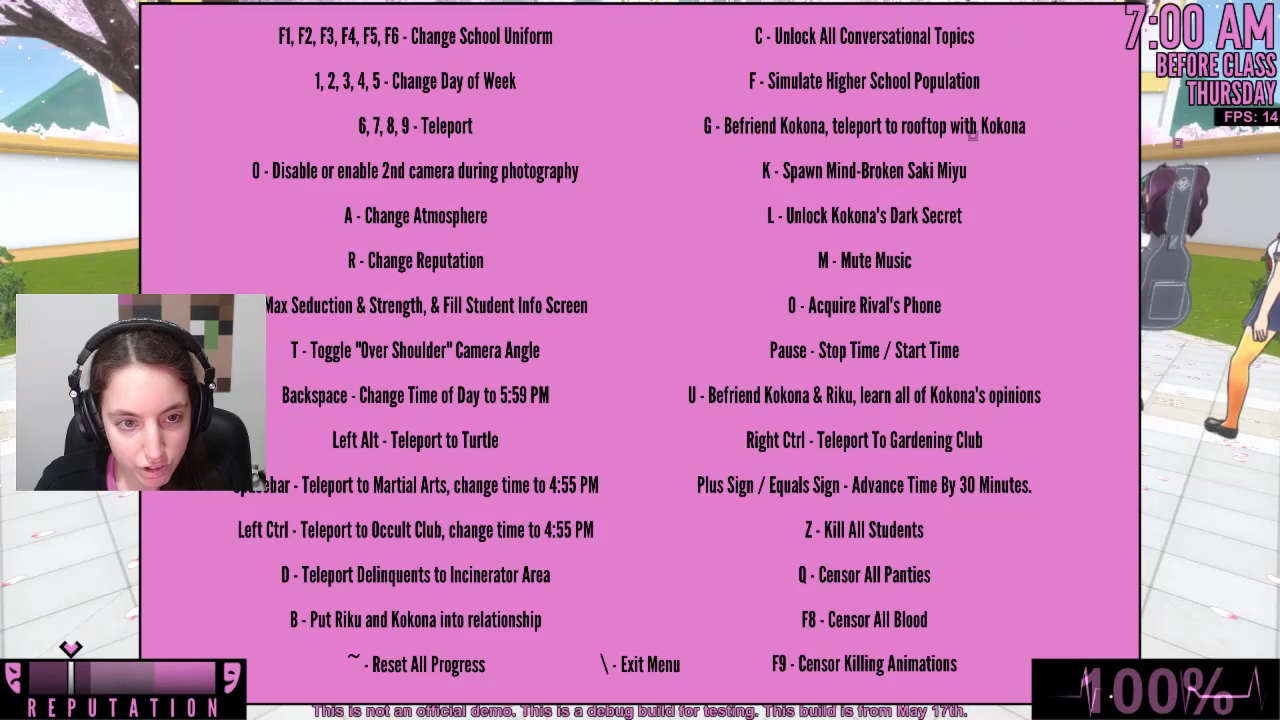 F1, F2, F3, F4, F5, F6 - Change School Uniform
1, 2, 3, 4, 5 - Change Day of Week
6, 7, 8, 9 - Teleport
0 - Disable or enable 2nd camera during photography
A - Change Atmosphere
R - Change Reputation
Max Seduction & Strength, & Fill Student Info Screen
T - Toggle "Over Shoulder" Camera Angle
Backspace - Change Time of Day to 5:59 PM
Left Alt - Teleport to Turtle
- Teleport to Martial Arts, change time to 4:55 PM
Left Ctrl - Teleport to Occult Club, change time to 4:55 PM
D - Teleport Delinquents to Incinerator Area
B - Put Riku and Kokona into relationship
~ - Reset All Progress
\ - Exit Menu
C - Unlock All Conversational Topics
F - Simulate Higher School Population
G - Befriend Kokona, teleport to rooftop with Kokona
K - Spawn Mind-Broken Saki Miyu
L - Unlock Kokona's Dark Secret
M - Mute Music
O - Acquire Rival's Phone
Pause - Stop Time / Start Time
U - Befriend Kokona & Riku, learn all of Kokona's opinions
Right Ctrl - Teleport To Gardening Club
Plus Sign / Equals Sign - Advance Time By 30 Minutes.
Z - Kill All Students
Q - Censor All Panties
F8 - Censor All Blood
F9 - Censor Killing Animations
7:00 AM
BEFORE CLASS
THURSDAY
FPS: 14
REPUTATION
This is not an official demo. This is a debug build for testing. This build is from May 17th.
100%